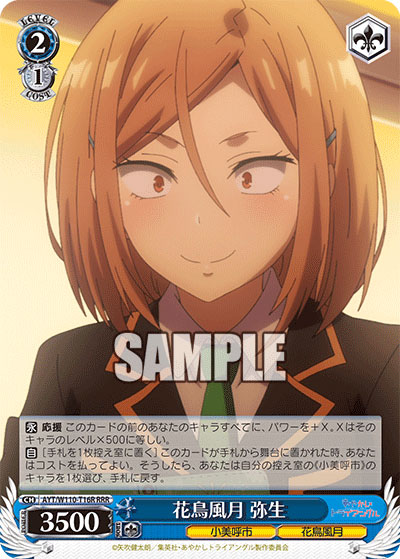 LEVEL
2
1
COST
SAMPLE
永 応援 このカードの前のあなたのキャラすべてに、パワーを+X。Xはそのキャラのレベル×500に等しい。
自 [手札を1枚控え室に置く] このカードが手札から舞台に置かれた時、あなたはコストを払ってよい。そうしたら、あなたは自分の控え室の《小美呼市》のキャラを1枚選び、手札に戻す。
あやかし
トライアングル
CH AYT/W110-T16R RRR
花鳥風月 弥生
3500
小美呼市
花鳥風月
©矢吹健太朗/集英社・あやかしトライアングル製作委員会